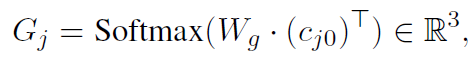 G_j = Softmax(W_g · (c_{j0})^⊤) ∈ ℝ^3,